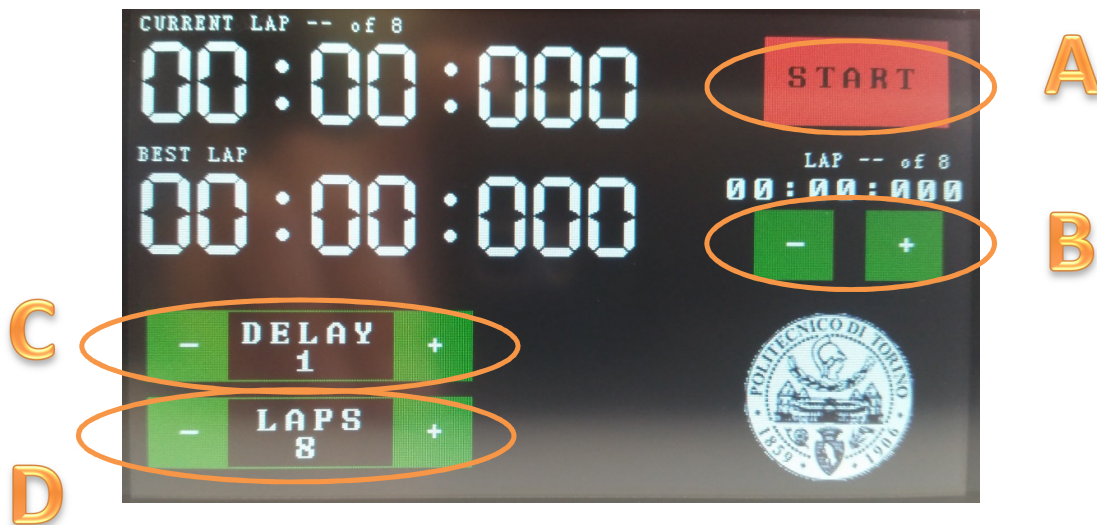 CURRENT LAP -- of 8
00:00:000
START
A
BEST LAP
00:00:000
LAP -- of 8
00:00:000
- +
B
C
- DELAY +
1
D
- LAPS +
8
POLITECNICO DI TORINO
1859 · 1906